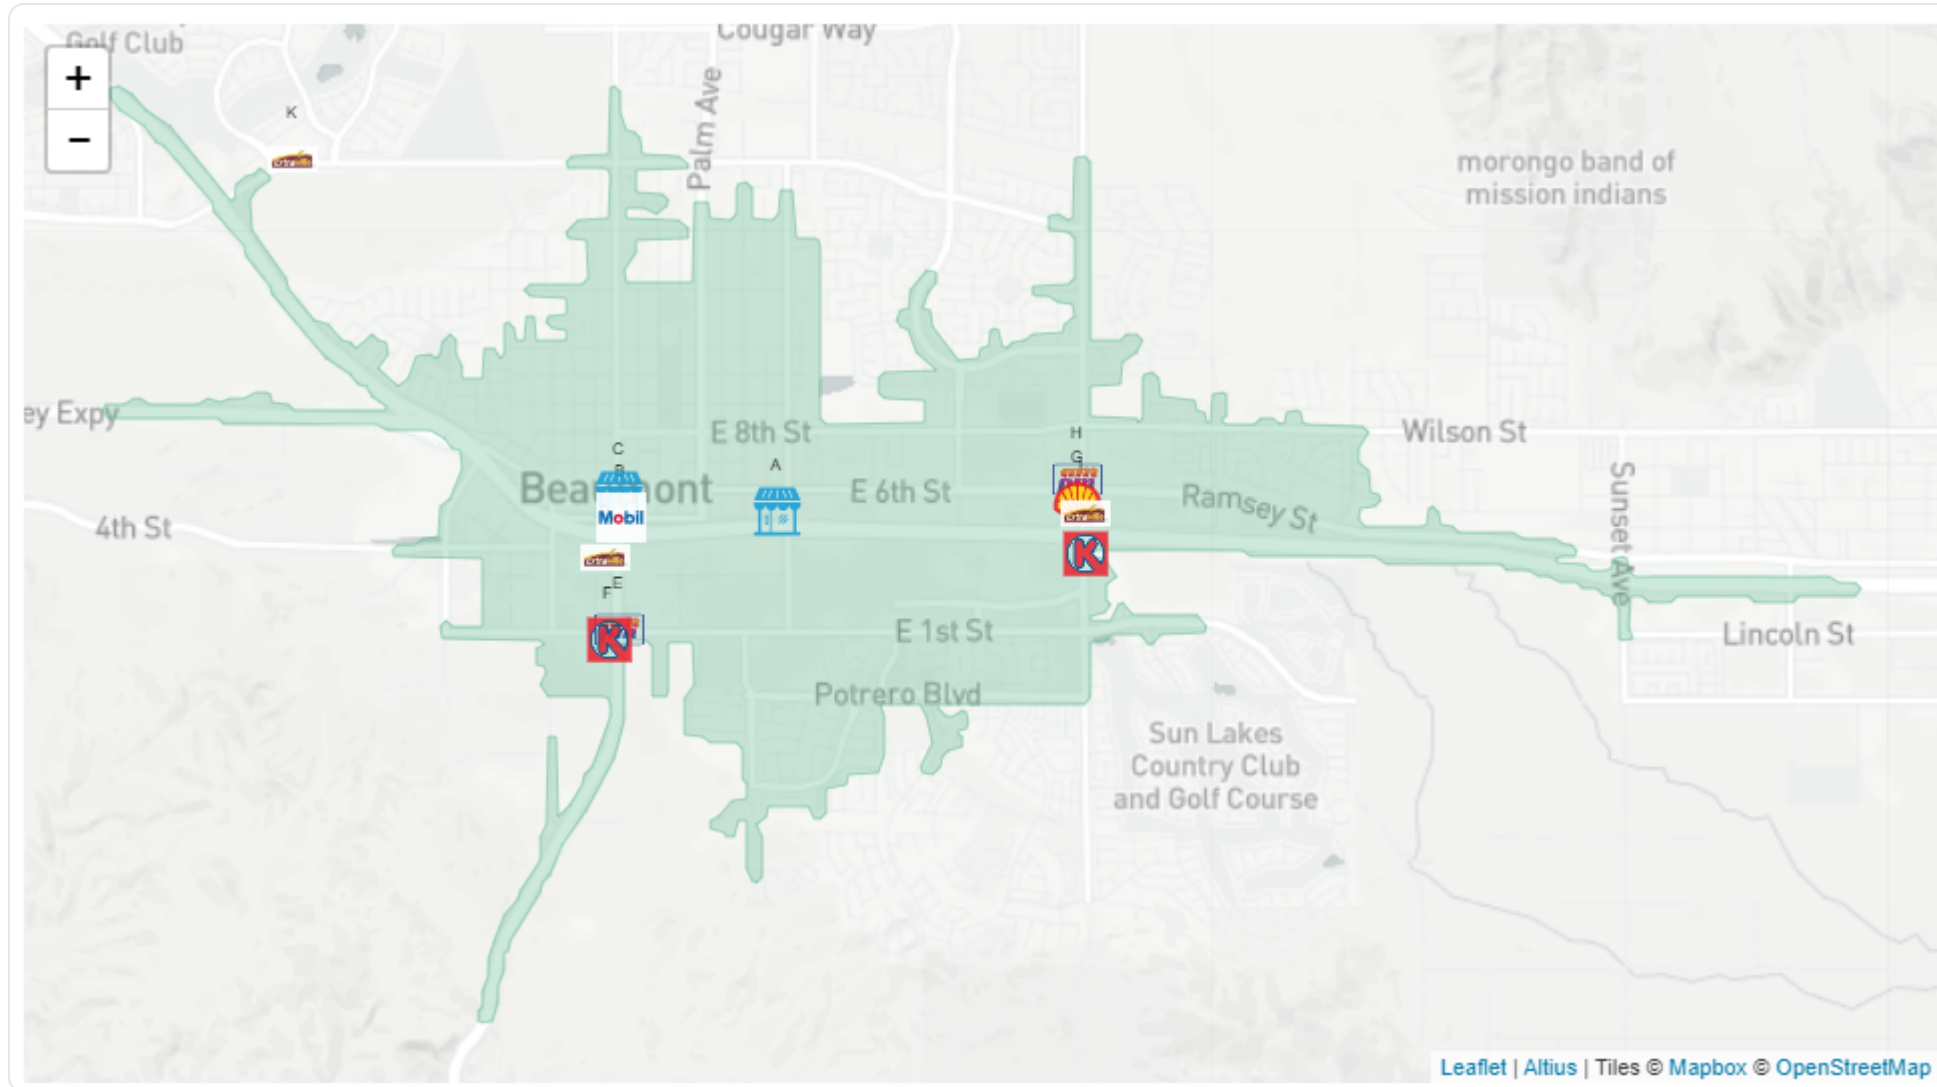 Cougar Way
Golf Club
+
−
K
Palm Ave
morongo band of
mission indians
ey Expy
E 8th St
H
Wilson St
C
B
A
G
Beaumont
E 6th St
Ramsey St
Sunset Ave
4th St
Mobil
K
E
F
E 1st St
Lincoln St
K
Potrero Blvd
Sun Lakes
Country Club
and Golf Course
Leaflet | Altius | Tiles © Mapbox © OpenStreetMap